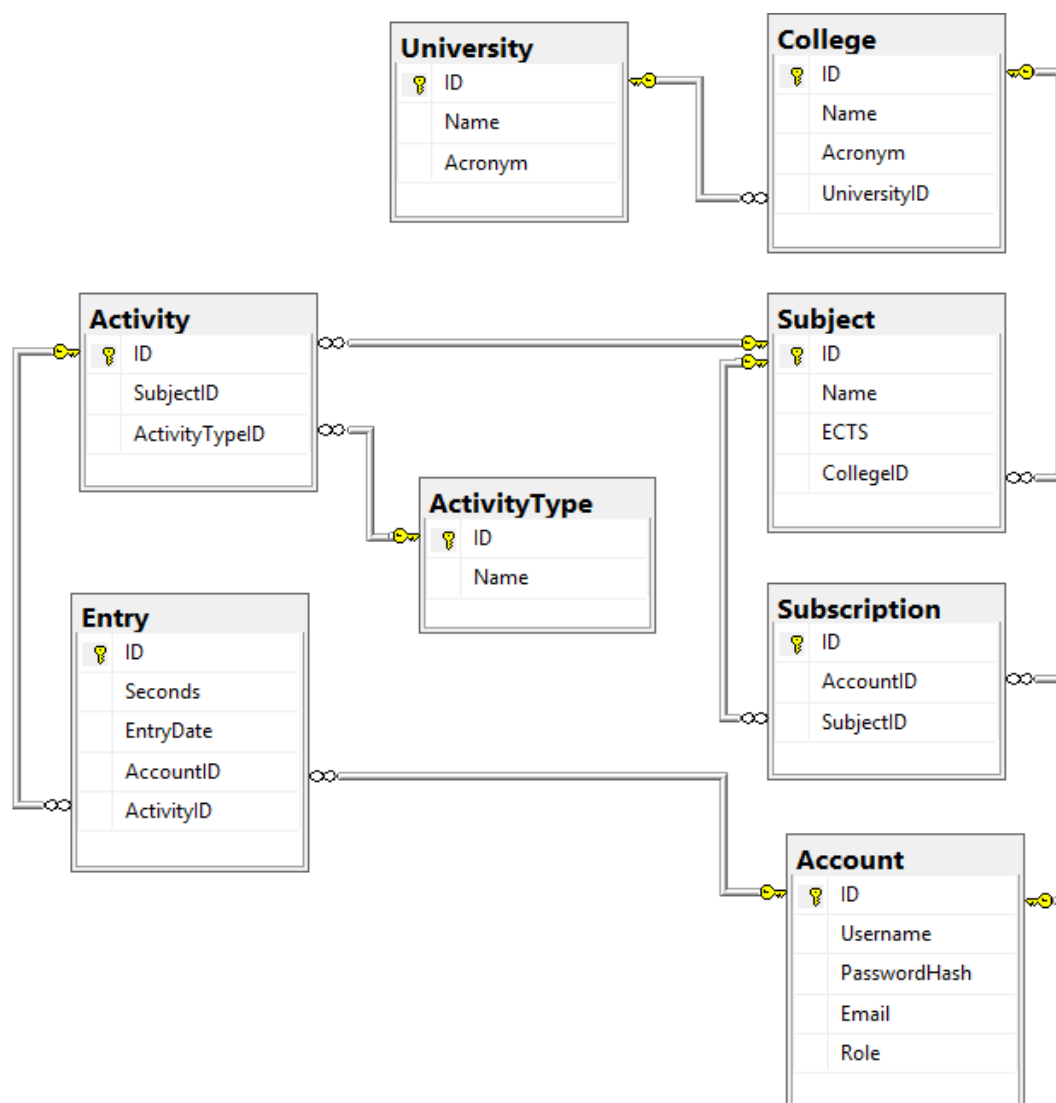 University
ID
Name
Acronym
College
ID
Name
Acronym
UniversityID
Activity
ID
SubjectID
ActivityTypeID
Subject
ID
Name
ECTS
CollegeID
ActivityType
ID
Name
Entry
ID
Seconds
EntryDate
AccountID
ActivityID
Subscription
ID
AccountID
SubjectID
Account
ID
Username
PasswordHash
Email
Role